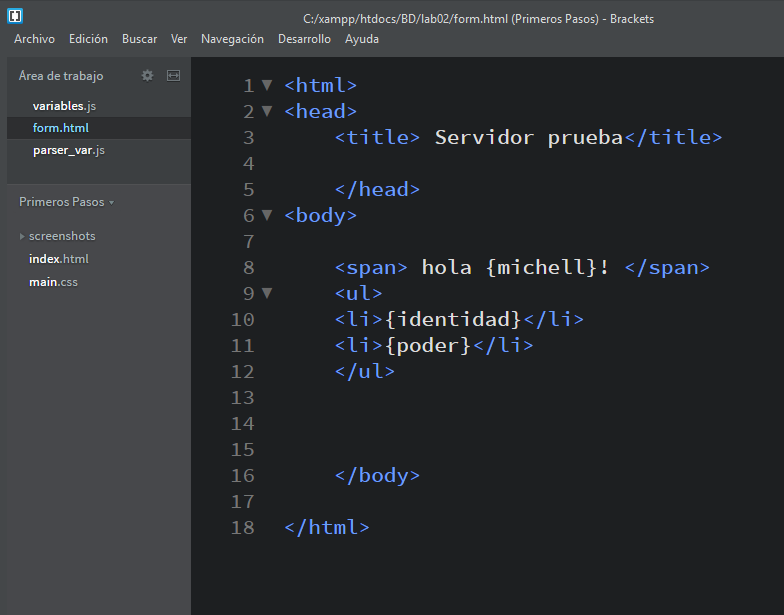 C:/xampp/htdocs/BD/lab02/form.html (Primeros Pasos) - Brackets
Archivo Edición Buscar Ver Navegación Desarrollo Ayuda
Área de trabajo
variables.js
form.html
parser_var.js
Primeros Pasos
screenshots
index.html
main.css
1 <html>
2 <head>
3 <title> Servidor prueba</title>
4
5 </head>
6 <body>
7
8 <span> hola {michell}! </span>
9 <ul>
10 <li>{identidad}</li>
11 <li>{poder}</li>
12 </ul>
13
14
15
16 </body>
17
18 </html>